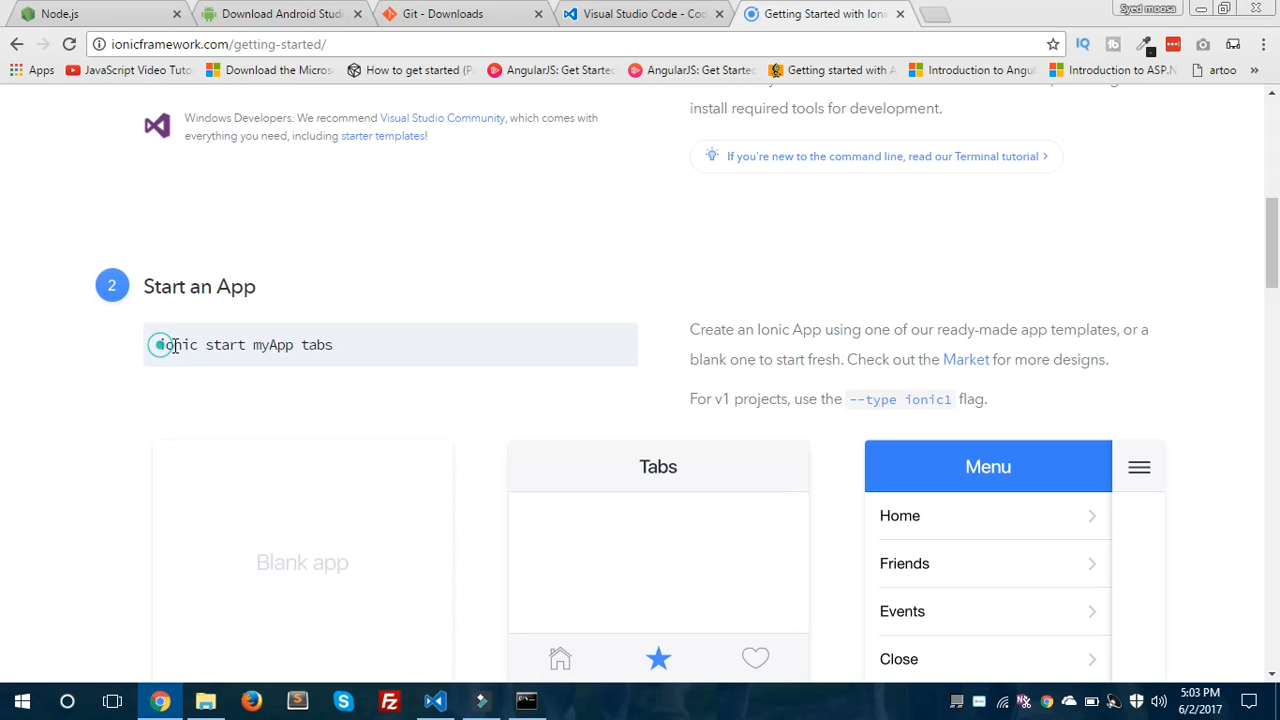 Node.js
Download Android Studi
Git - Downloads
Visual Studio Code - Cod
Getting Started with Ioni
Syed moosa
ionicframework.com/getting-started/
Apps
JavaScript Video Tuto
Download the Micros
How to get started (P
AngularJS: Get Starte
AngularJS: Get Starte
Getting started with A
Introduction to Angul
Introduction to ASP.N
artoo
Windows Developers: We recommend Visual Studio Community, which comes with
everything you need, including starter templates!
install required tools for development.
If you're new to the command line, read our Terminal tutorial
2
Start an App
ionic start myApp tabs
Create an Ionic App using one of our ready-made app templates, or a
blank one to start fresh. Check out the Market for more designs.
For v1 projects, use the --type ionic1 flag.
Blank app
Tabs
Menu
Home
Friends
Events
Close
5:03 PM
6/2/2017